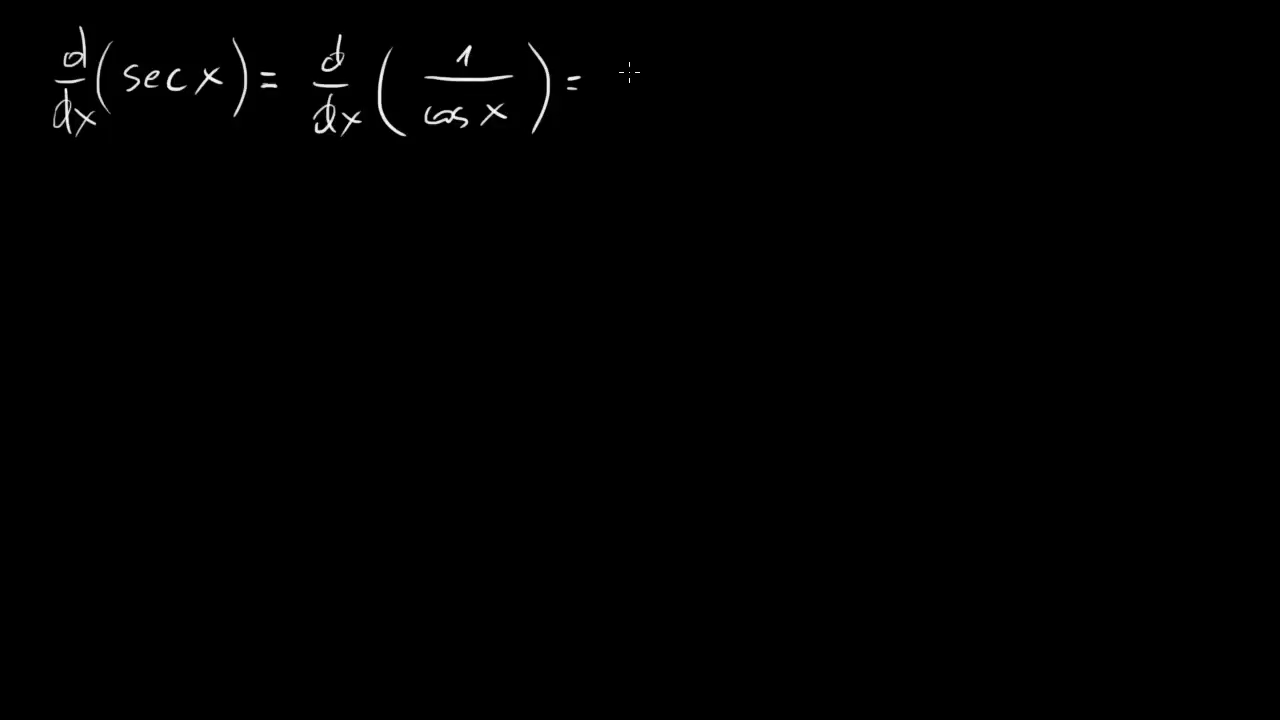 d/dx (sec x) = d/dx (1/cos x) =